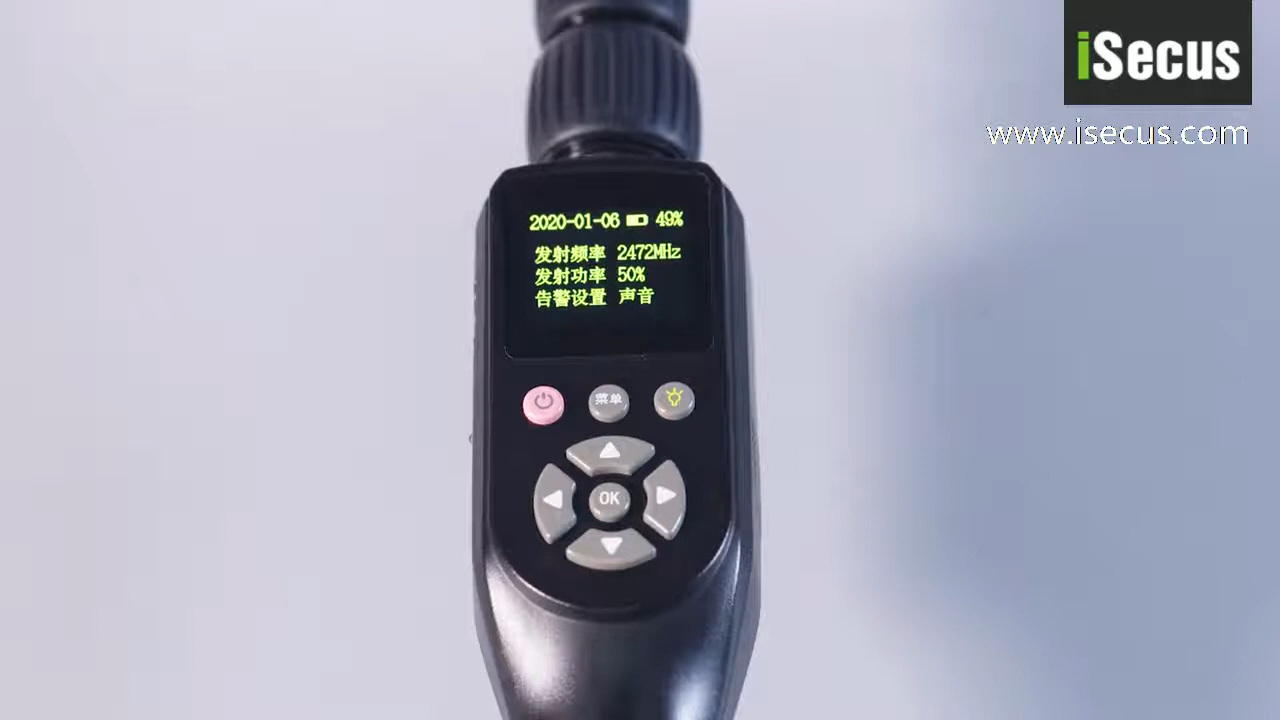 iSecus
www.isecus.com
2020-01-06 49%
发射频率 2472MHz
发射功率 50%
告警设置 声音
菜单
OK